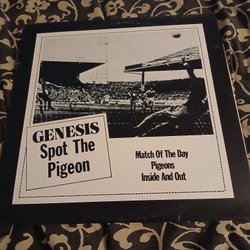 GENESIS
Spot The
Pigeon
Match Of The Day
Pigeons
Inside And Out